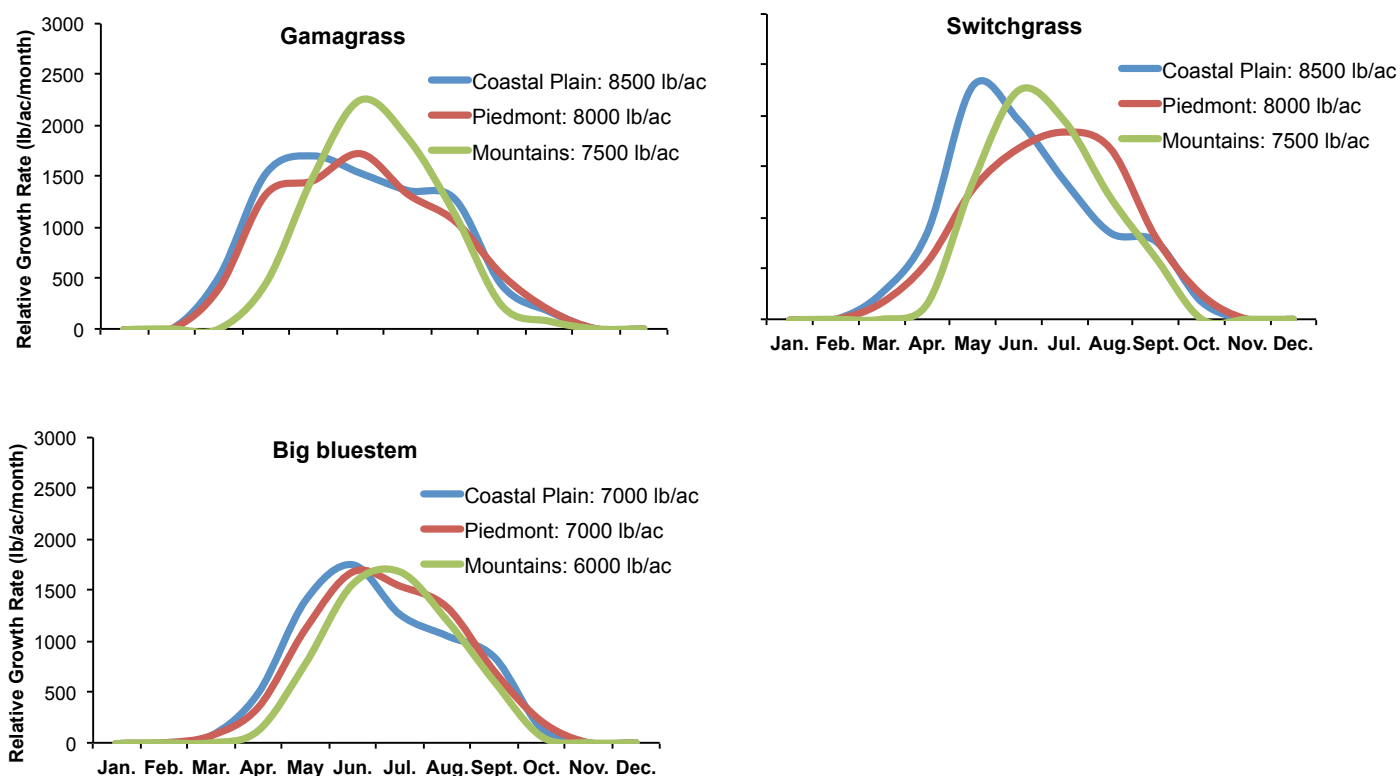 Gamagrass
Relative Growth Rate (lb/ac/month)
3000
2500
2000
1500
1000
500
0
Coastal Plain: 8500 lb/ac
Piedmont: 8000 lb/ac
Mountains: 7500 lb/ac
Switchgrass
Coastal Plain: 8500 lb/ac
Piedmont: 8000 lb/ac
Mountains: 7500 lb/ac
Jan. Feb. Mar. Apr. May Jun. Jul. Aug. Sept. Oct. Nov. Dec.
Big bluestem
Relative Growth Rate (lb/ac/month)
3000
2500
2000
1500
1000
500
0
Coastal Plain: 7000 lb/ac
Piedmont: 7000 lb/ac
Mountains: 6000 lb/ac
Jan. Feb. Mar. Apr. May Jun. Jul. Aug. Sept. Oct. Nov. Dec.